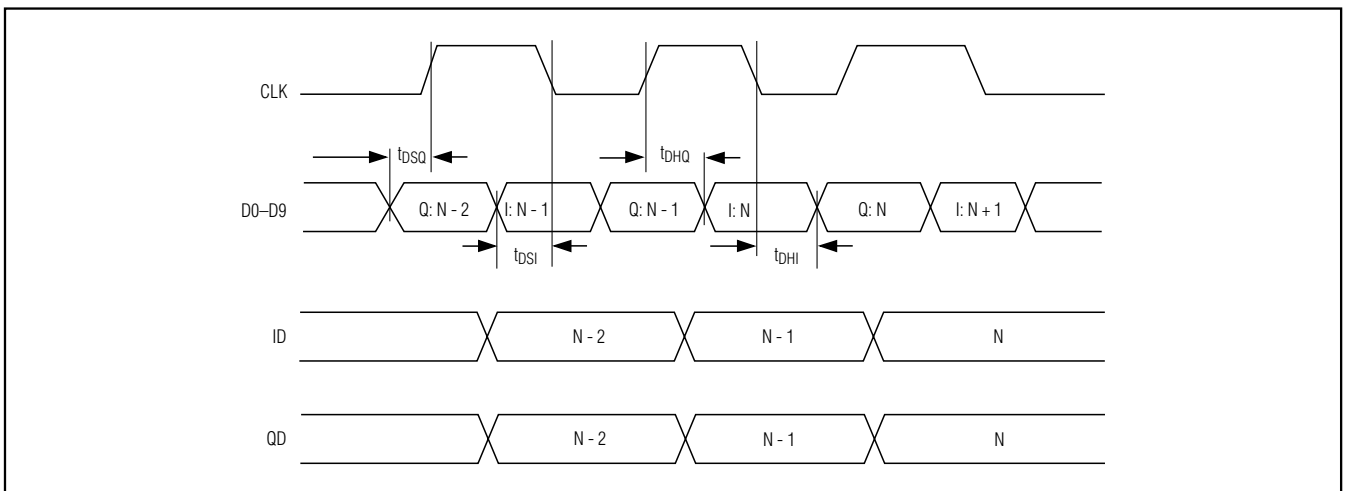 CLK
tDSQ tDHQ
D0–D9 Q: N - 2 I: N - 1 Q: N - 1 I: N Q: N I: N + 1
tDSI tDHI
ID N - 2 N - 1 N
QD N - 2 N - 1 N